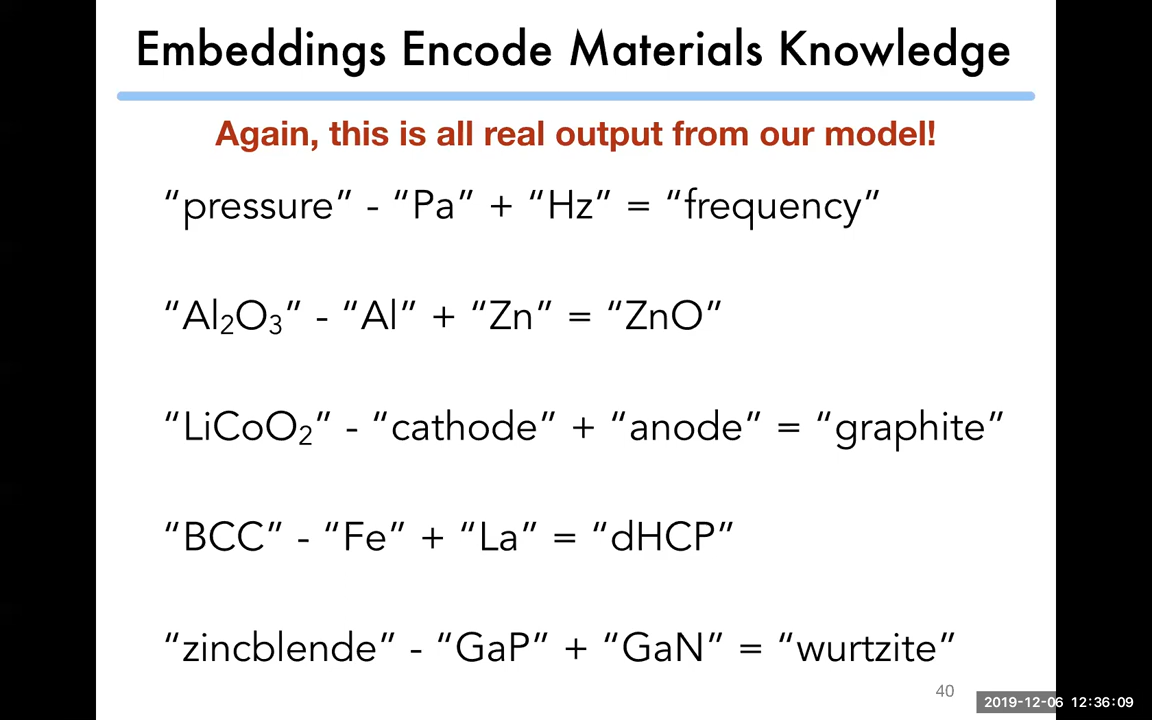 Embeddings Encode Materials Knowledge
Again, this is all real output from our model!
“pressure” - “Pa” + “Hz” = “frequency”
“Al₂O₃” - “Al” + “Zn” = “ZnO”
“LiCoO₂” - “cathode” + “anode” = “graphite”
“BCC” - “Fe” + “La” = “dHCP”
“zincblende” - “GaP” + “GaN” = “wurtzite”
40
2019-12-06 12:36:09